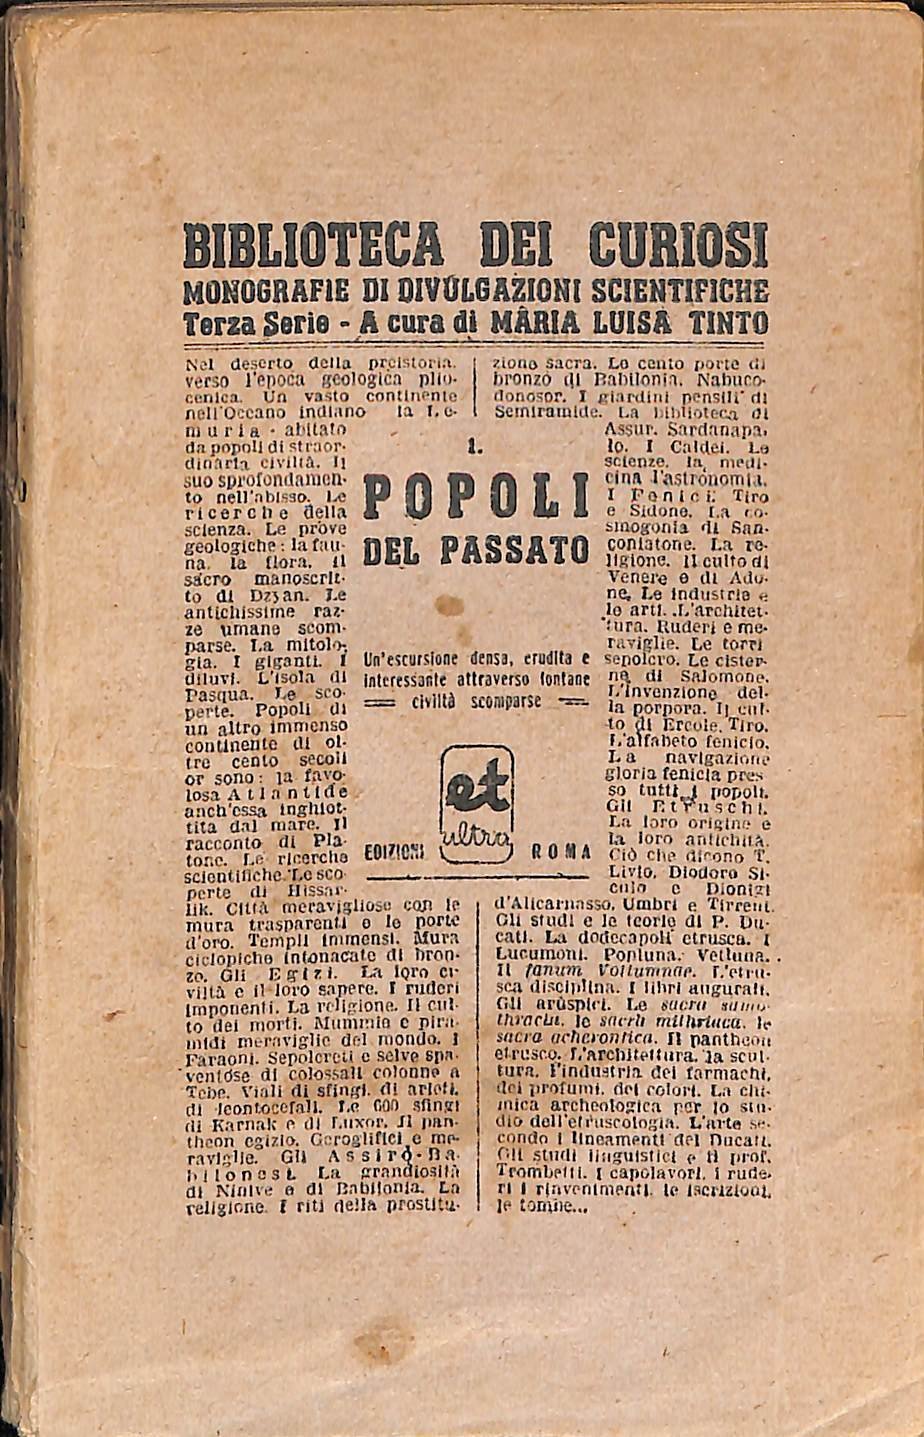 BIBLIOTECA DEI CURIOSI
MONOGRAFIE DI DIVULGAZIONI SCIENTIFICHE
Terza Serie - A cura di MARIA LUISA TINTO
Nel deserto della preistoria,
verso l'epoca geologica plio-
cenica. Un vasto continente
nell'Oceano indiano la Le-
muria - abitato
da popoli di straor-
dinaria civiltà. Il
suo sprofondamen-
to nell'abisso. Le
ricerche della
scienza. Le prove
geologiche: la fau-
na, la flora. Il
sacro manoscrit-
to di Dzyan. Le
antichissime raz-
ze umane scom-
parse. La mitolo-
gia. I giganti. I
diluvi. L'isola di
Pasqua. Le sco-
perte. Popoli di
un altro immenso
continente di ol-
tre cento secoli
or sono: la favo-
losa Atlantide
anch'essa inghiot-
tita dal mare. Il
racconto di Pla-
tone. Le ricerche
scientifiche. Le sco-
perte di Hissar-
lik. Città meravigliose con le
mura trasparenti e le porte
d'oro. Templi immensi. Mura
ciclopiche intonacate di bron-
zo. Gli Egizi. La loro ci-
viltà e il loro sapere. I ruderi
imponenti. La religione. Il cul-
to dei morti. Mummie e pira-
midi meraviglie del mondo. I
Faraoni. Sepolcreti e selve spa-
ventose di colossali colonne a
Tebe. Viali di sfingi, di arieti,
di leontocefali. Le 600 sfingi
di Karnak e di Luxor. Il pan-
theon egizio. Geroglifici e me-
raviglie. Gli Assiro-Ba-
bilonesi. La grandiosità
di Ninive e di Babilonia. La
religione. I riti della prostitu-
zione sacra. Le cento porte di
bronzo di Babilonia. Nabuco-
donosor. I giardini pensili di
Semiramide. La biblioteca di
Assur. Sardanapa-
lo. I Caldei. Le
scienze, la medi-
cina l'astronomia.
I Fenici: Tiro
e Sidone. La co-
smogonia di San-
coniatone. La re-
ligione. Il culto di
Venere e di Ado-
ne. Le industrie e
le arti. L'architet-
tura. Ruderi e me-
raviglie. Le torri
sepolcro. Le cister-
ne di Salomone.
L'invenzione del-
la porpora. Il cul-
to di Ercole. Tiro.
L'alfabeto fenicio.
La navigazione
gloria fenicia pres-
so tutti i popoli.
Gli Etruschi.
La loro origine e
la loro antichità.
Ciò che dicono T.
Livio, Diodoro Si-
culo e Dionigi
d'Alicarnasso. Umbri e Tirreni.
Gli studi e le teorie di P. Du-
cati. La dodecapoli etrusca. I
Lucumoni. Popluna. Vetluna.
Il fanum Voltumnae. L'etru-
sca disciplina. I libri augurali.
Gli arùspici. Le sacra samo-
thracia, le sacra mithriaca, le
sacra acherontica. Il pantheon
etrusco. L'architettura, la scul-
tura, l'industria dei farmachi,
dei profumi, dei colori. La chi-
mica archeologica per lo stu-
dio dell'etruscologia. L'arte se-
condo i lineamenti del Ducati.
Gli studi linguistici e il prof.
Trombetti. I capolavori, i rude-
ri i rinvenimenti, le iscrizioni,
le tombe...
1.
POPOLI
DEL PASSATO
Un'escursione densa, erudita e
interessante attraverso lontane
civiltà scomparse
et
ultra
EDIZIONI ROMA